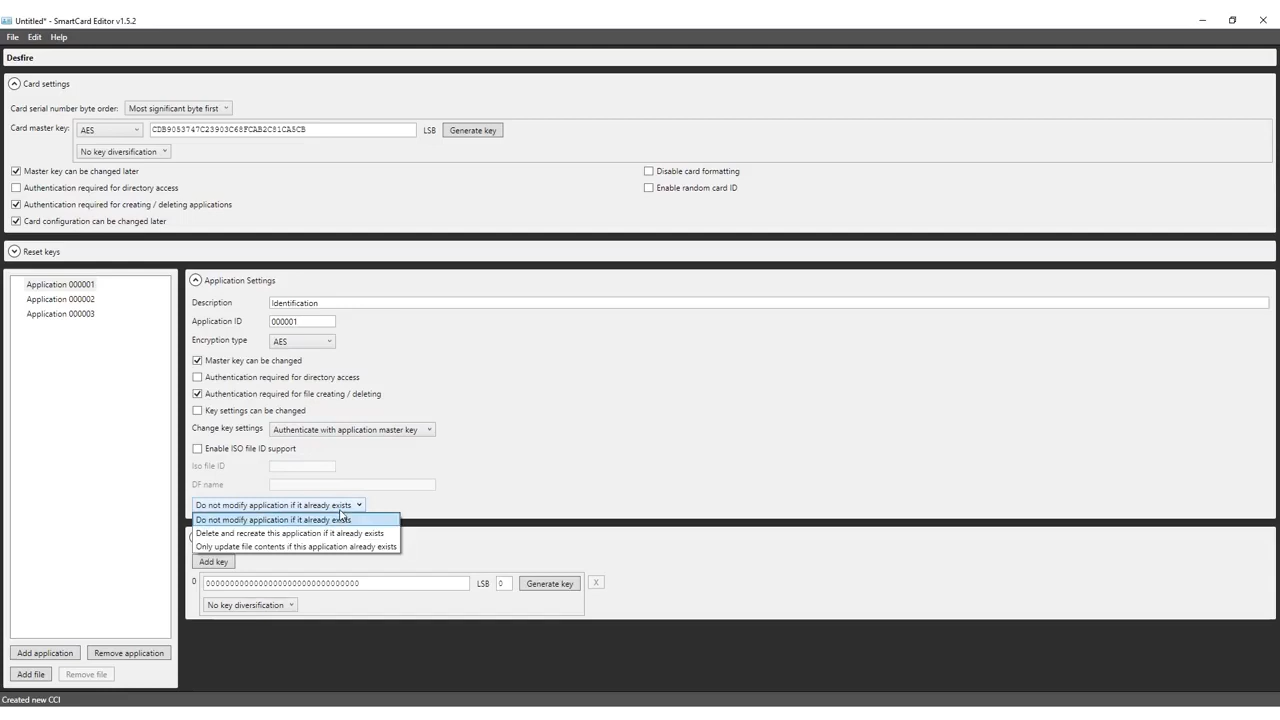 Untitled* - SmartCard Editor v1.5.2
File Edit Help
Desfire
Card settings
Card serial number byte order: Most significant byte first
Card master key: AES CDB9053747C23903C68FCAB2C81CA5CB LSB Generate key
No key diversification
Master key can be changed later Disable card formatting
Authentication required for directory access Enable random card ID
Authentication required for creating / deleting applications
Card configuration can be changed later
Reset keys
Application 000001
Application 000002
Application 000003
Application Settings
Description Identification
Application ID 000001
Encryption type AES
Master key can be changed
Authentication required for directory access
Authentication required for file creating / deleting
Key settings can be changed
Change key settings Authenticate with application master key
Enable ISO file ID support
Iso file ID
DF name
Do not modify application if it already exists
Do not modify application if it already exists
Delete and recreate this application if it already exists
Only update file contents if this application already exists
Add key
0 00000000000000000000000000000000 LSB 0 Generate key X
No key diversification
Add application Remove application
Add file Remove file
Created new CCI